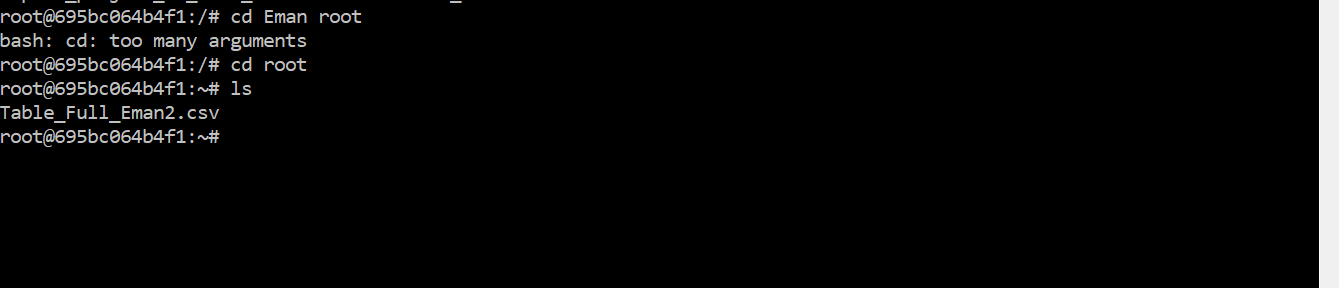 root@695bc064b4f1:/# cd Eman root
bash: cd: too many arguments
root@695bc064b4f1:/# cd root
root@695bc064b4f1:~# ls
Table_Full_Eman2.csv
root@695bc064b4f1:~#